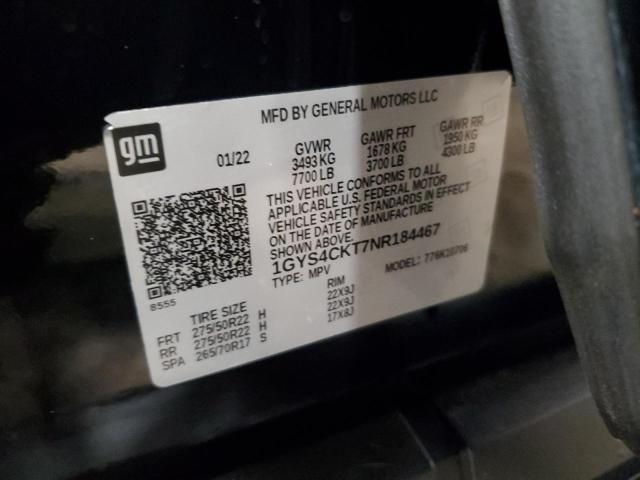 MFD BY GENERAL MOTORS LLC
gm
01/22
GVWR GAWR FRT GAWR RR
3493 KG 1678 KG 1950 KG
7700 LB 3700 LB 4300 LB
THIS VEHICLE CONFORMS TO ALL
APPLICABLE U.S. FEDERAL MOTOR
VEHICLE SAFETY STANDARDS IN EFFECT
ON THE DATE OF MANUFACTURE
SHOWN ABOVE.
1GYS4CKT7NR184467
TYPE: MPV MODEL:
8555
TIRE SIZE RIM
FRT 275/50R22 H 22X9J
RR 275/50R22 H 22X9J
SPA 265/70R17 S 17X8J